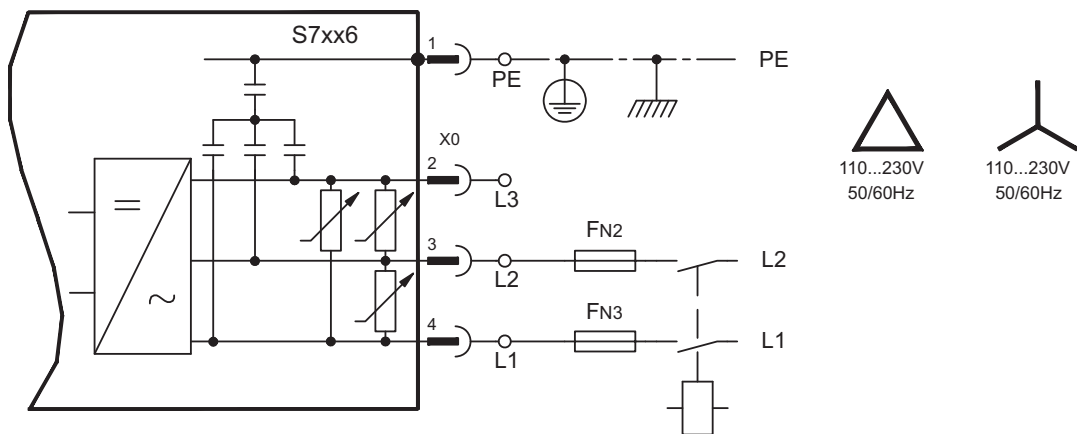 S7xx6
1
PE
PE
X0
2
L3
3
L2
FN2
L2
4
L1
FN3
L1
110...230V
50/60Hz
110...230V
50/60Hz